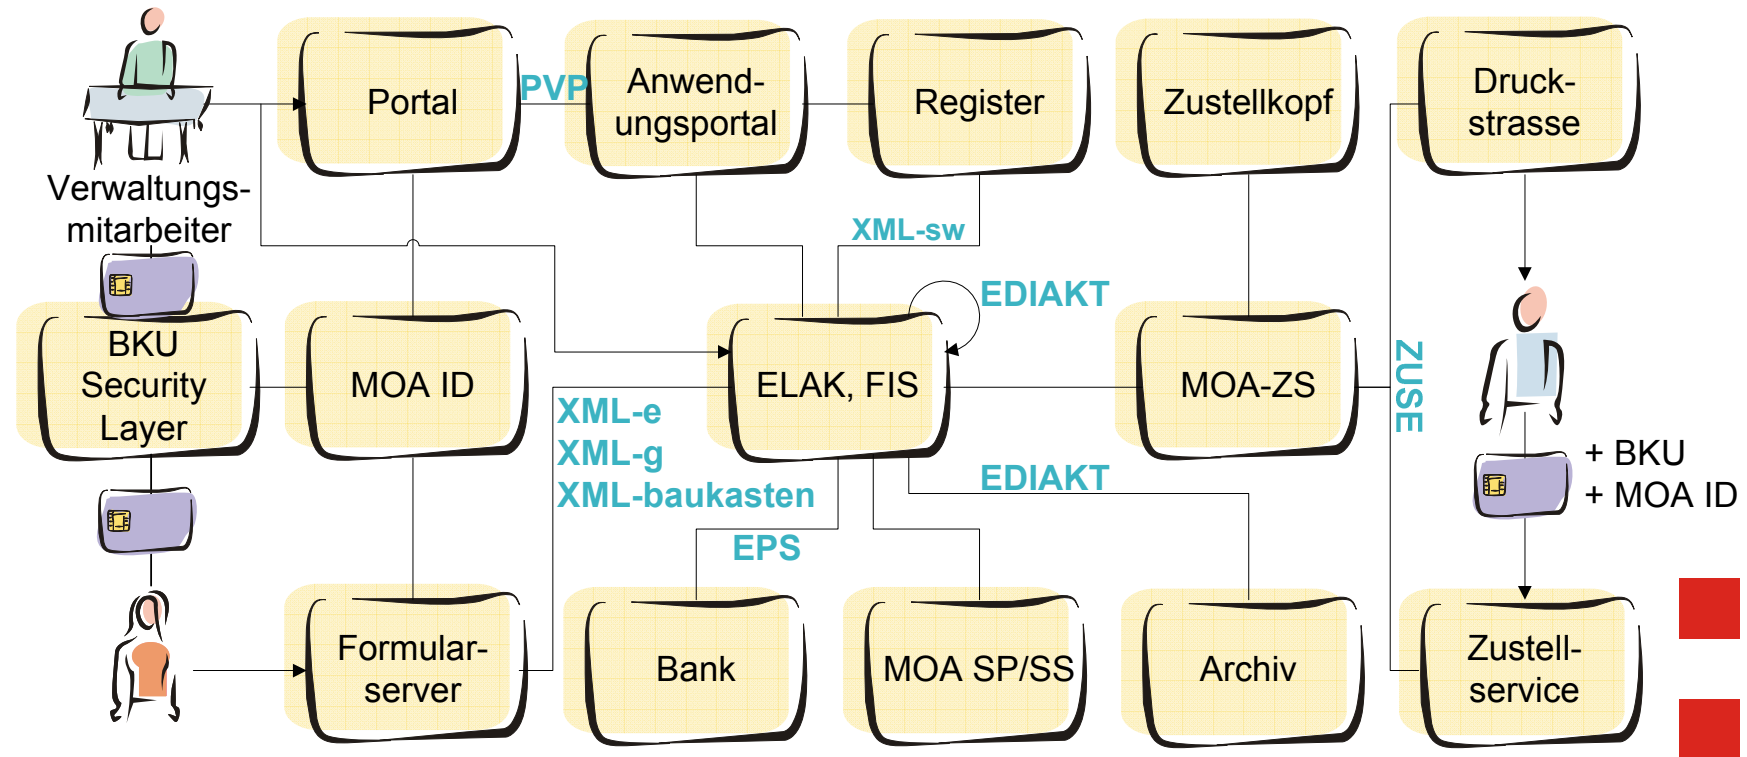 Portal
PVP
Anwend-
ungsportal
Register
Zustellkopf
Druck-
strasse
Verwaltungs-
mitarbeiter
XML-sw
EDIAKT
BKU
Security
Layer
MOA ID
ELAK, FIS
MOA-ZS
ZUSE
XML-e
XML-g
XML-baukasten
EDIAKT
+ BKU
+ MOA ID
EPS
Formular-
server
Bank
MOA SP/SS
Archiv
Zustell-
service